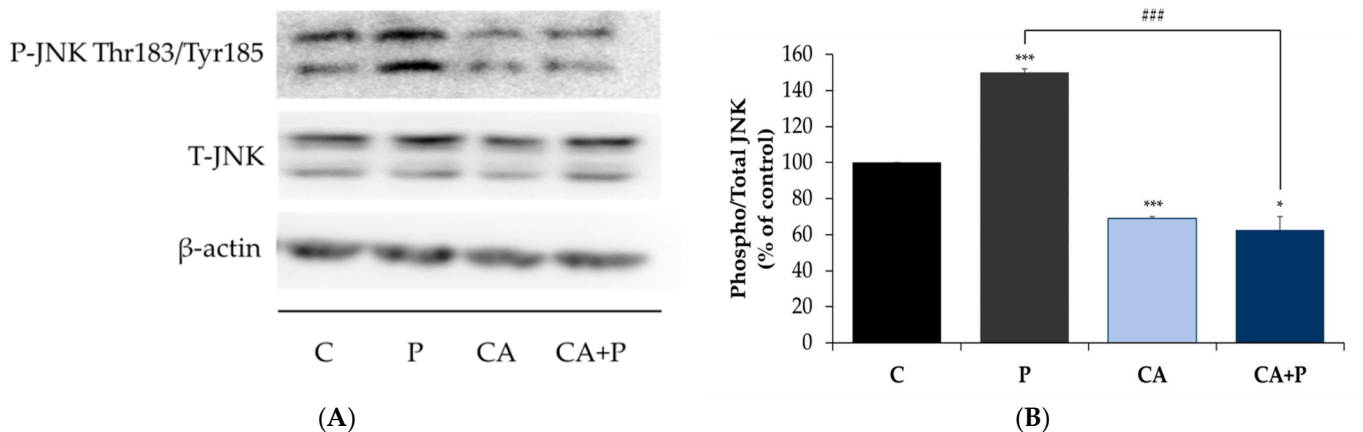 P-JNK Thr183/Tyr185
T-JNK
β-actin
C P CA CA+P
(A)
###
Phospho/Total JNK
(% of control)
160
140
120
100
80
60
40
20
0
***
***
*
C P CA CA+P
(B)